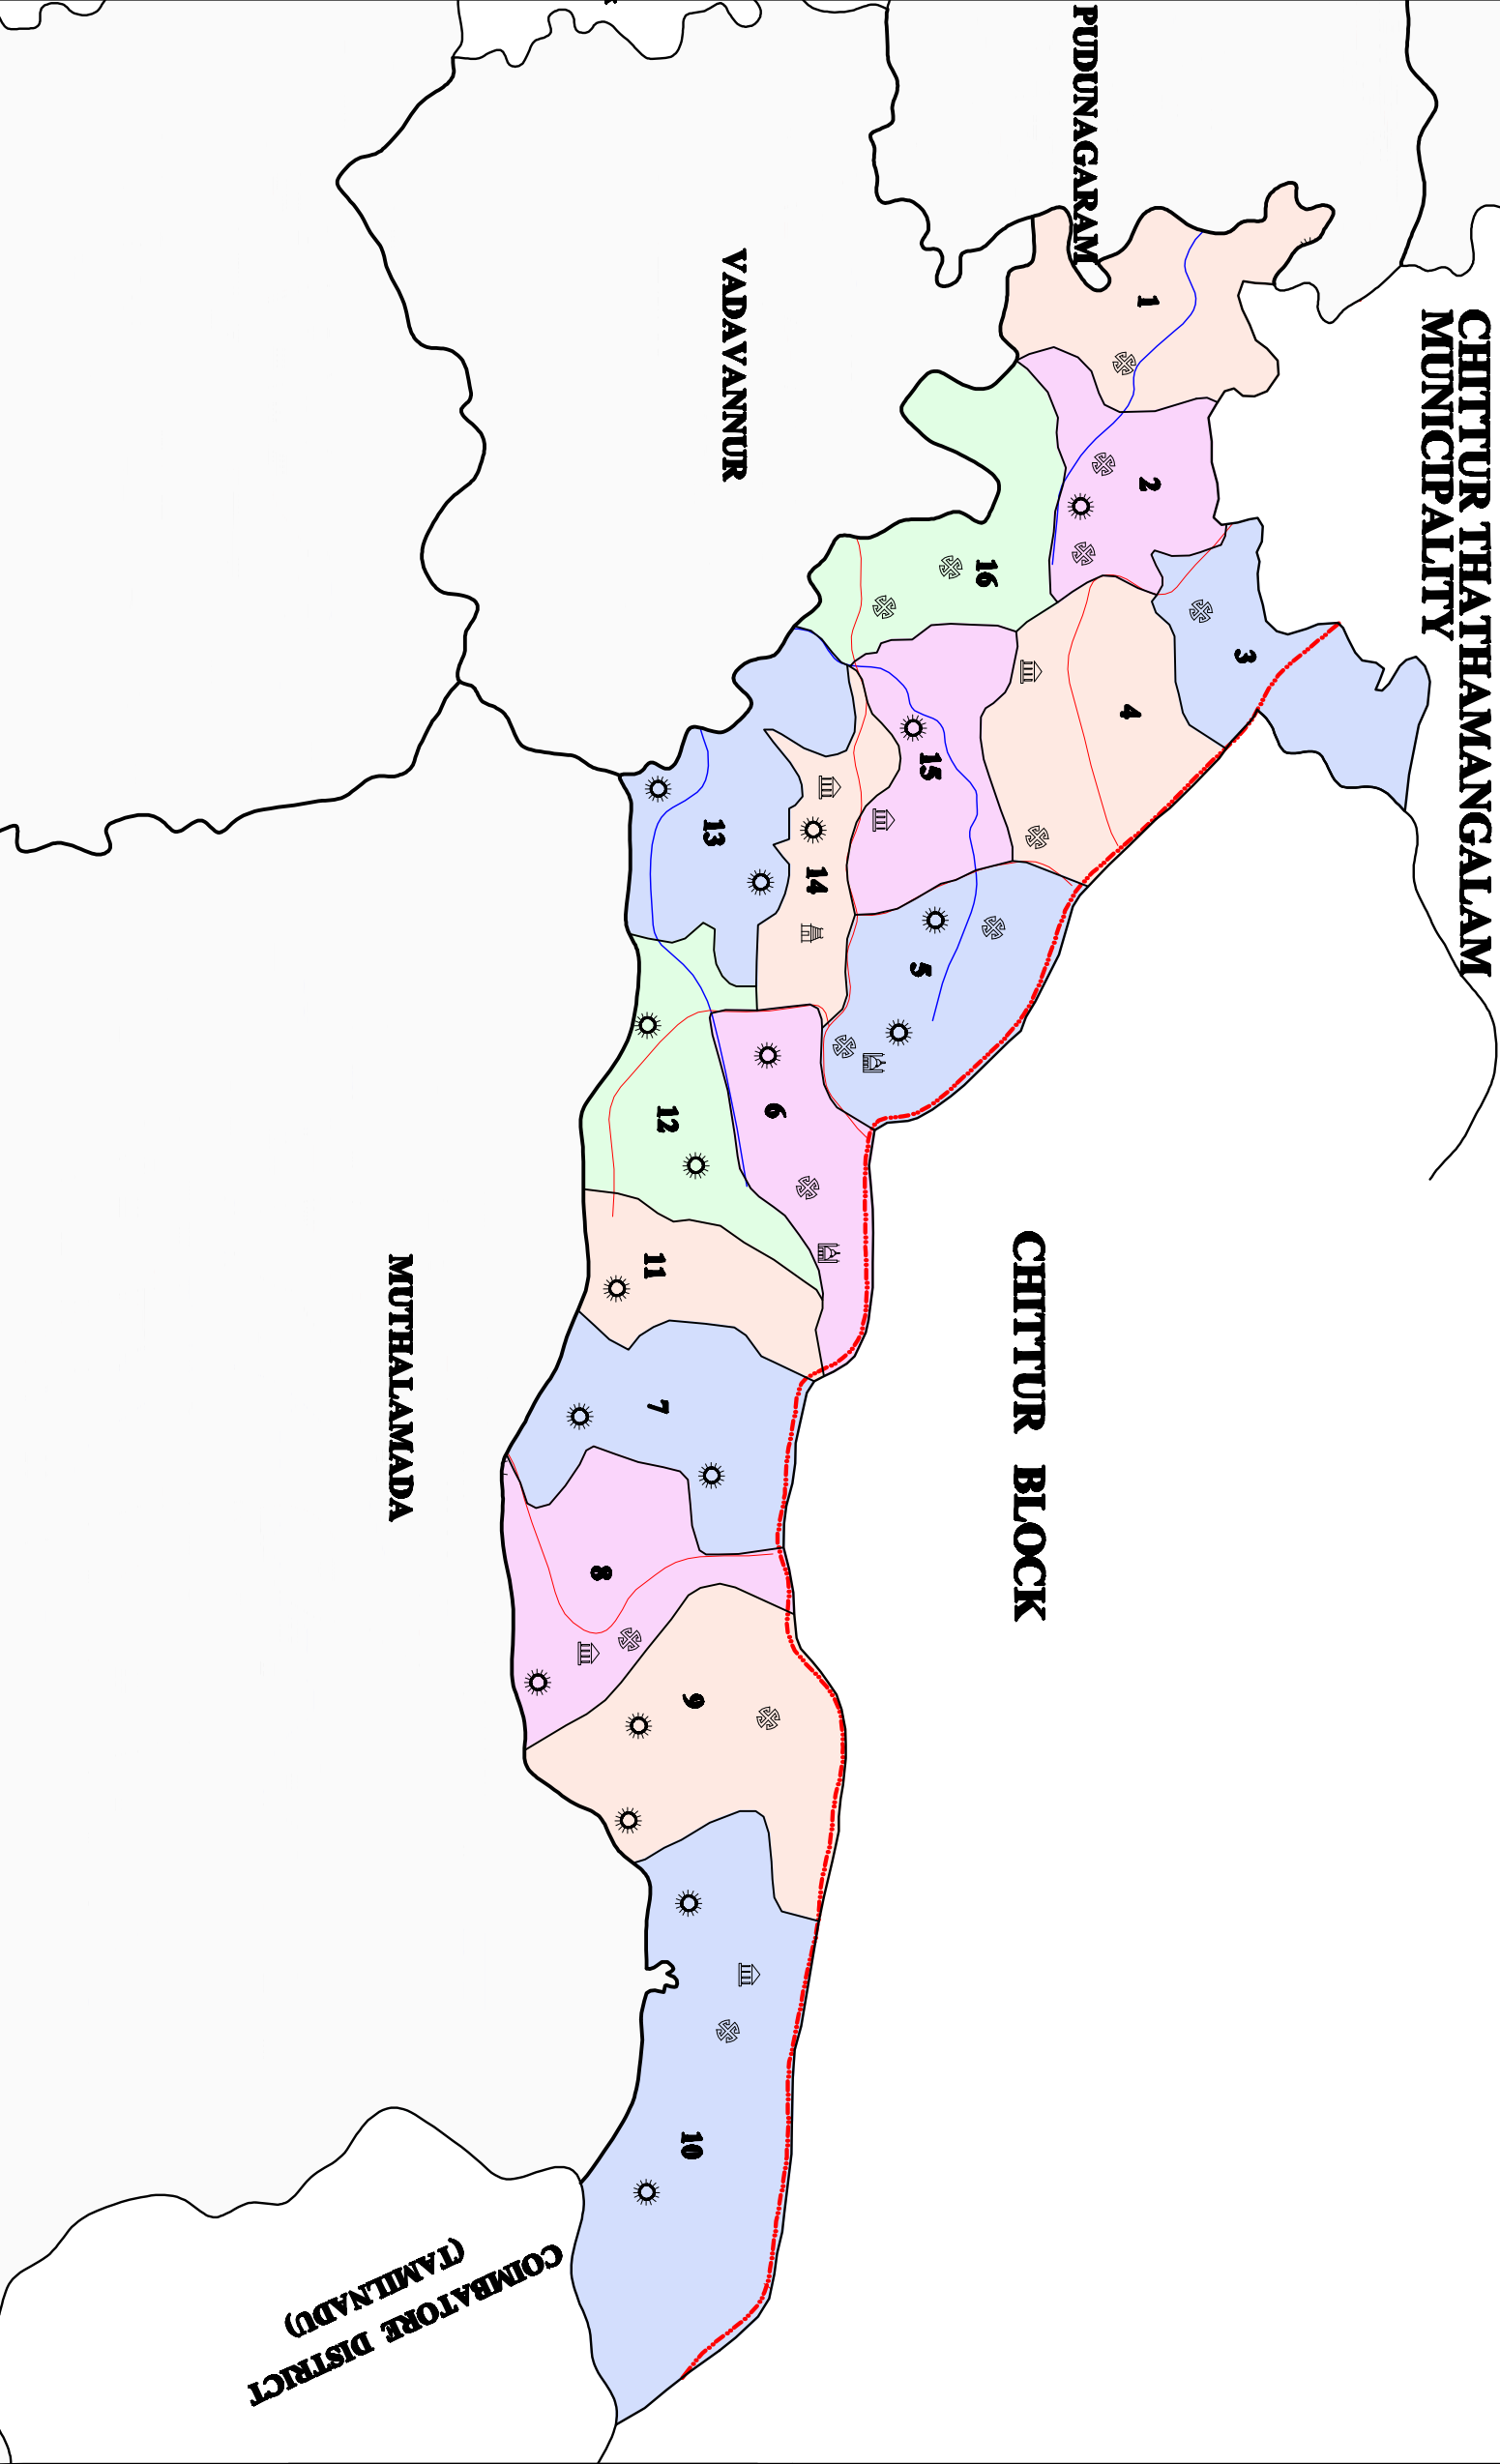 CHITTUR THATHAMANGALAM
MUNICIPALITY
PUDUNAGARAM
VADAVANNUR
CHITTUR BLOCK
MUTHALAMADA
COIMBATORE DISTRICT
(TAMILNADU)
1
2
3
4
5
6
7
8
9
10
11
12
13
14
15
16